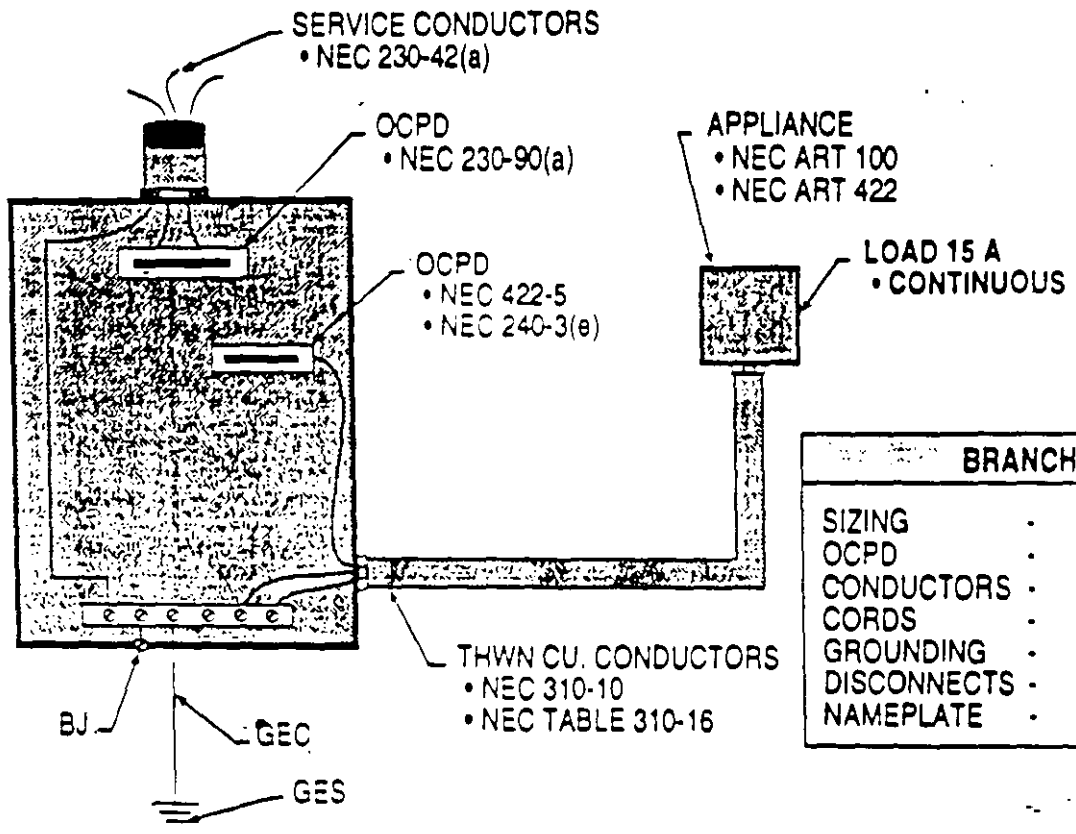 SERVICE CONDUCTORS
• NEC 230-42(a)
OCPD
• NEC 230-90(a)
APPLIANCE
• NEC ART 100
• NEC ART 422
LOAD 15 A
• CONTINUOUS
OCPD
• NEC 422-5
• NEC 240-3(e)
BRANCH
SIZING -
OCPD -
CONDUCTORS -
CORDS -
GROUNDING -
DISCONNECTS -
NAMEPLATE -
e e e e e e
THWN CU. CONDUCTORS
• NEC 310-10
• NEC TABLE 310-16
BJ
GEC
GES